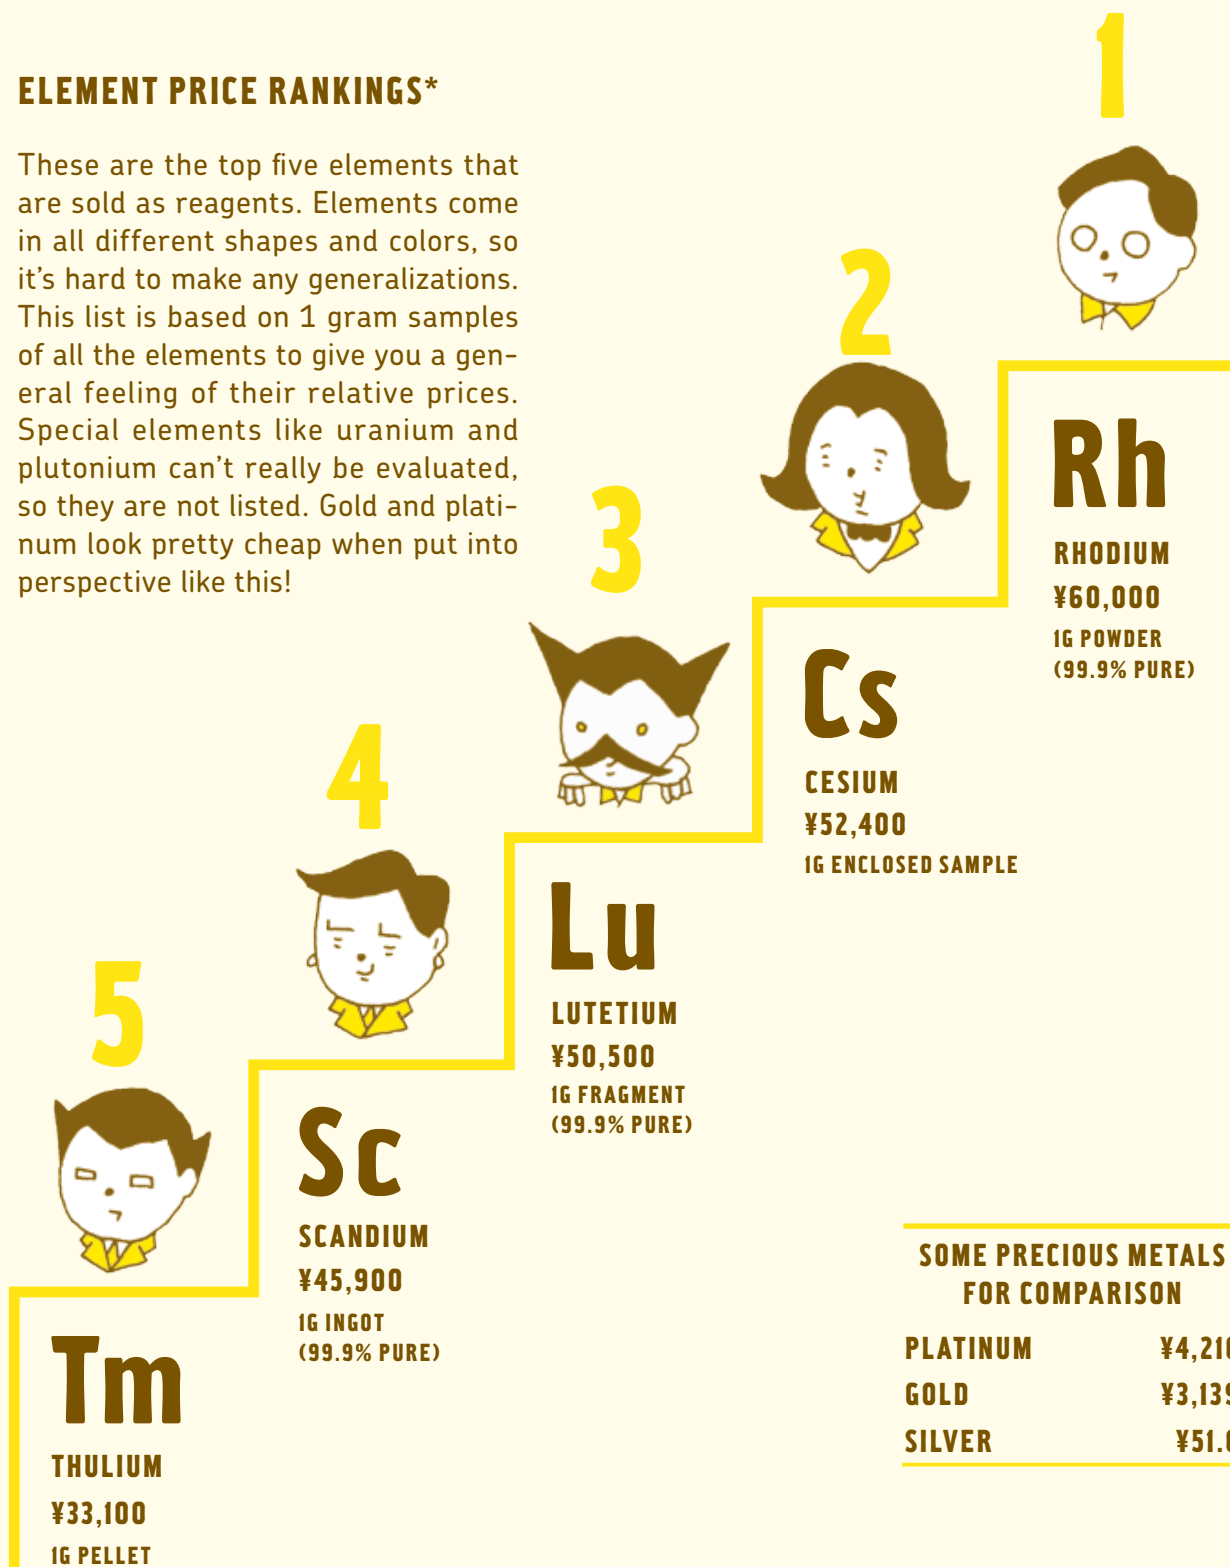 ELEMENT PRICE RANKINGS*
These are the top five elements that
are sold as reagents. Elements come
in all different shapes and colors, so
it's hard to make any generalizations.
This list is based on 1 gram samples
of all the elements to give you a gen-
eral feeling of their relative prices.
Special elements like uranium and
plutonium can't really be evaluated,
so they are not listed. Gold and plati-
num look pretty cheap when put into
perspective like this!
1
Rh
RHODIUM
¥60,000
1G POWDER
(99.9% PURE)
2
Cs
CESIUM
¥52,400
1G ENCLOSED SAMPLE
3
Lu
LUTETIUM
¥50,500
1G FRAGMENT
(99.9% PURE)
4
Sc
SCANDIUM
¥45,900
1G INGOT
(99.9% PURE)
5
Tm
THULIUM
¥33,100
1G PELLET
SOME PRECIOUS METALS
FOR COMPARISON
PLATINUM
GOLD
SILVER